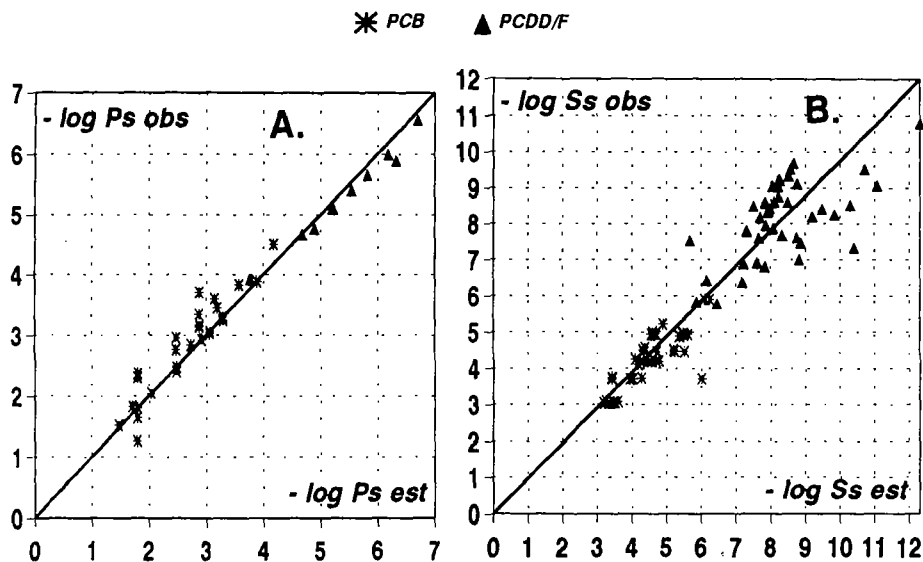 PCB PCDD/F
7
6
5
4
3
2
1
0
- log Ps obs
A.
- log Ps est
0 1 2 3 4 5 6 7
12
11
10
9
8
7
6
5
4
3
2
1
0
- log Ss obs
B.
- log Ss est
0 1 2 3 4 5 6 7 8 9 10 11 12